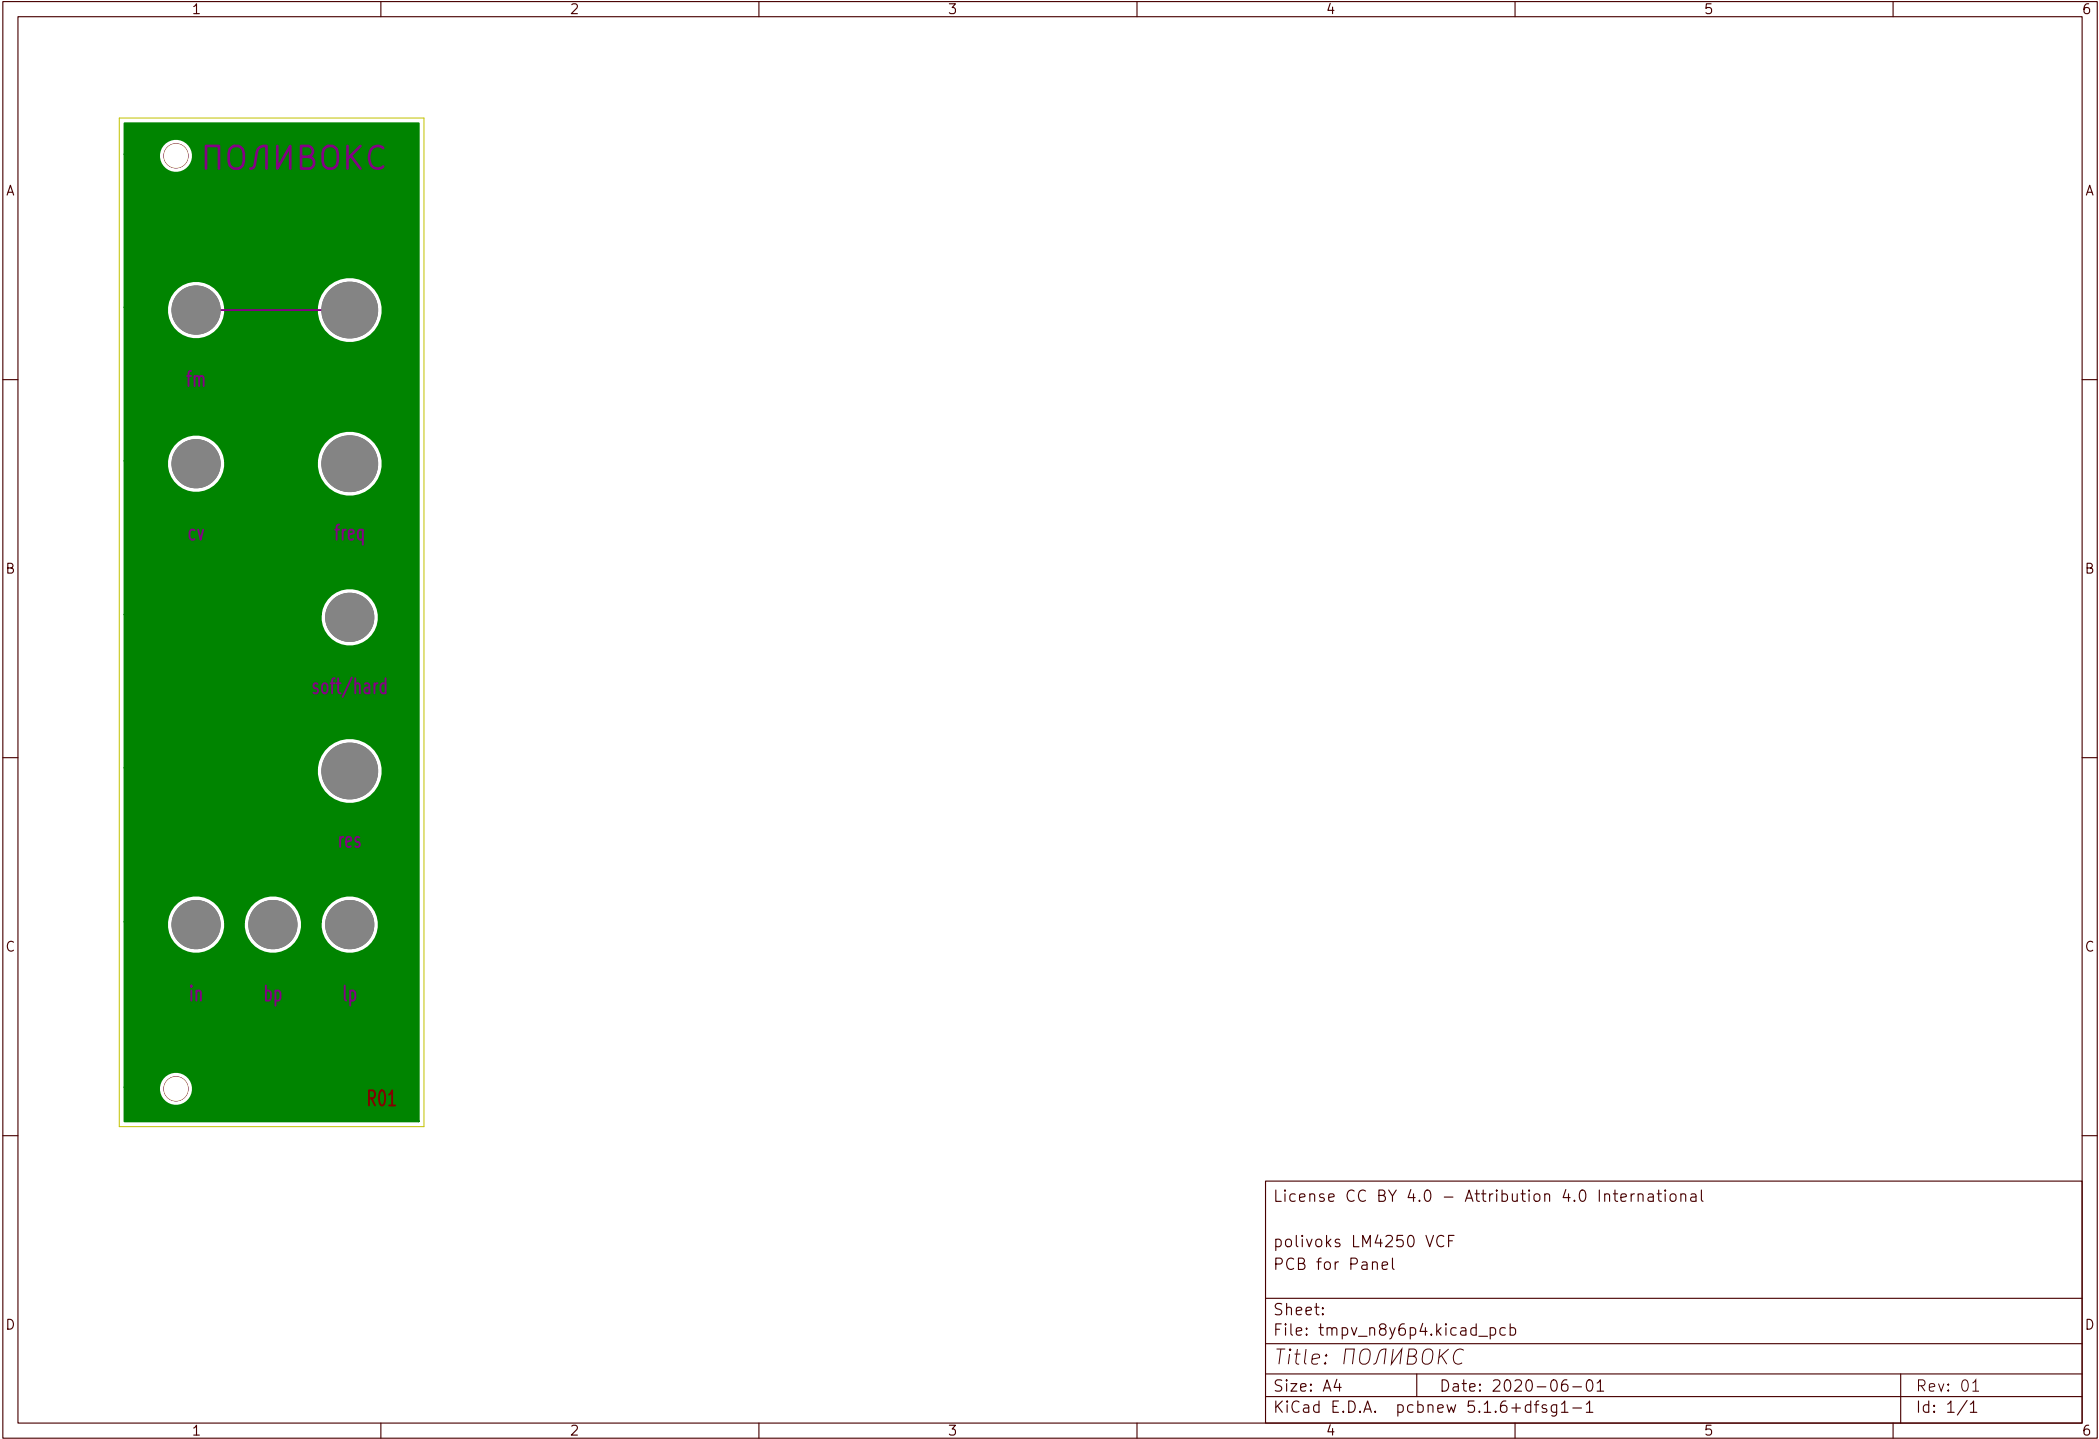 1 2 3 4 5 6
ПОЛИВОКС
A A
fm
cv freq
B B
soft/hard
res
C C
in bp lp
R01
License CC BY 4.0 - Attribution 4.0 International
polivoks LM4250 VCF
PCB for Panel
Sheet:
File: tmpv_n8y6p4.kicad_pcb
D D
Title: ПОЛИВОКС
Size: A4 Date: 2020-06-01 Rev: 01
KiCad E.D.A. pcbnew 5.1.6+dfsg1-1 Id: 1/1
1 2 3 4 5 6